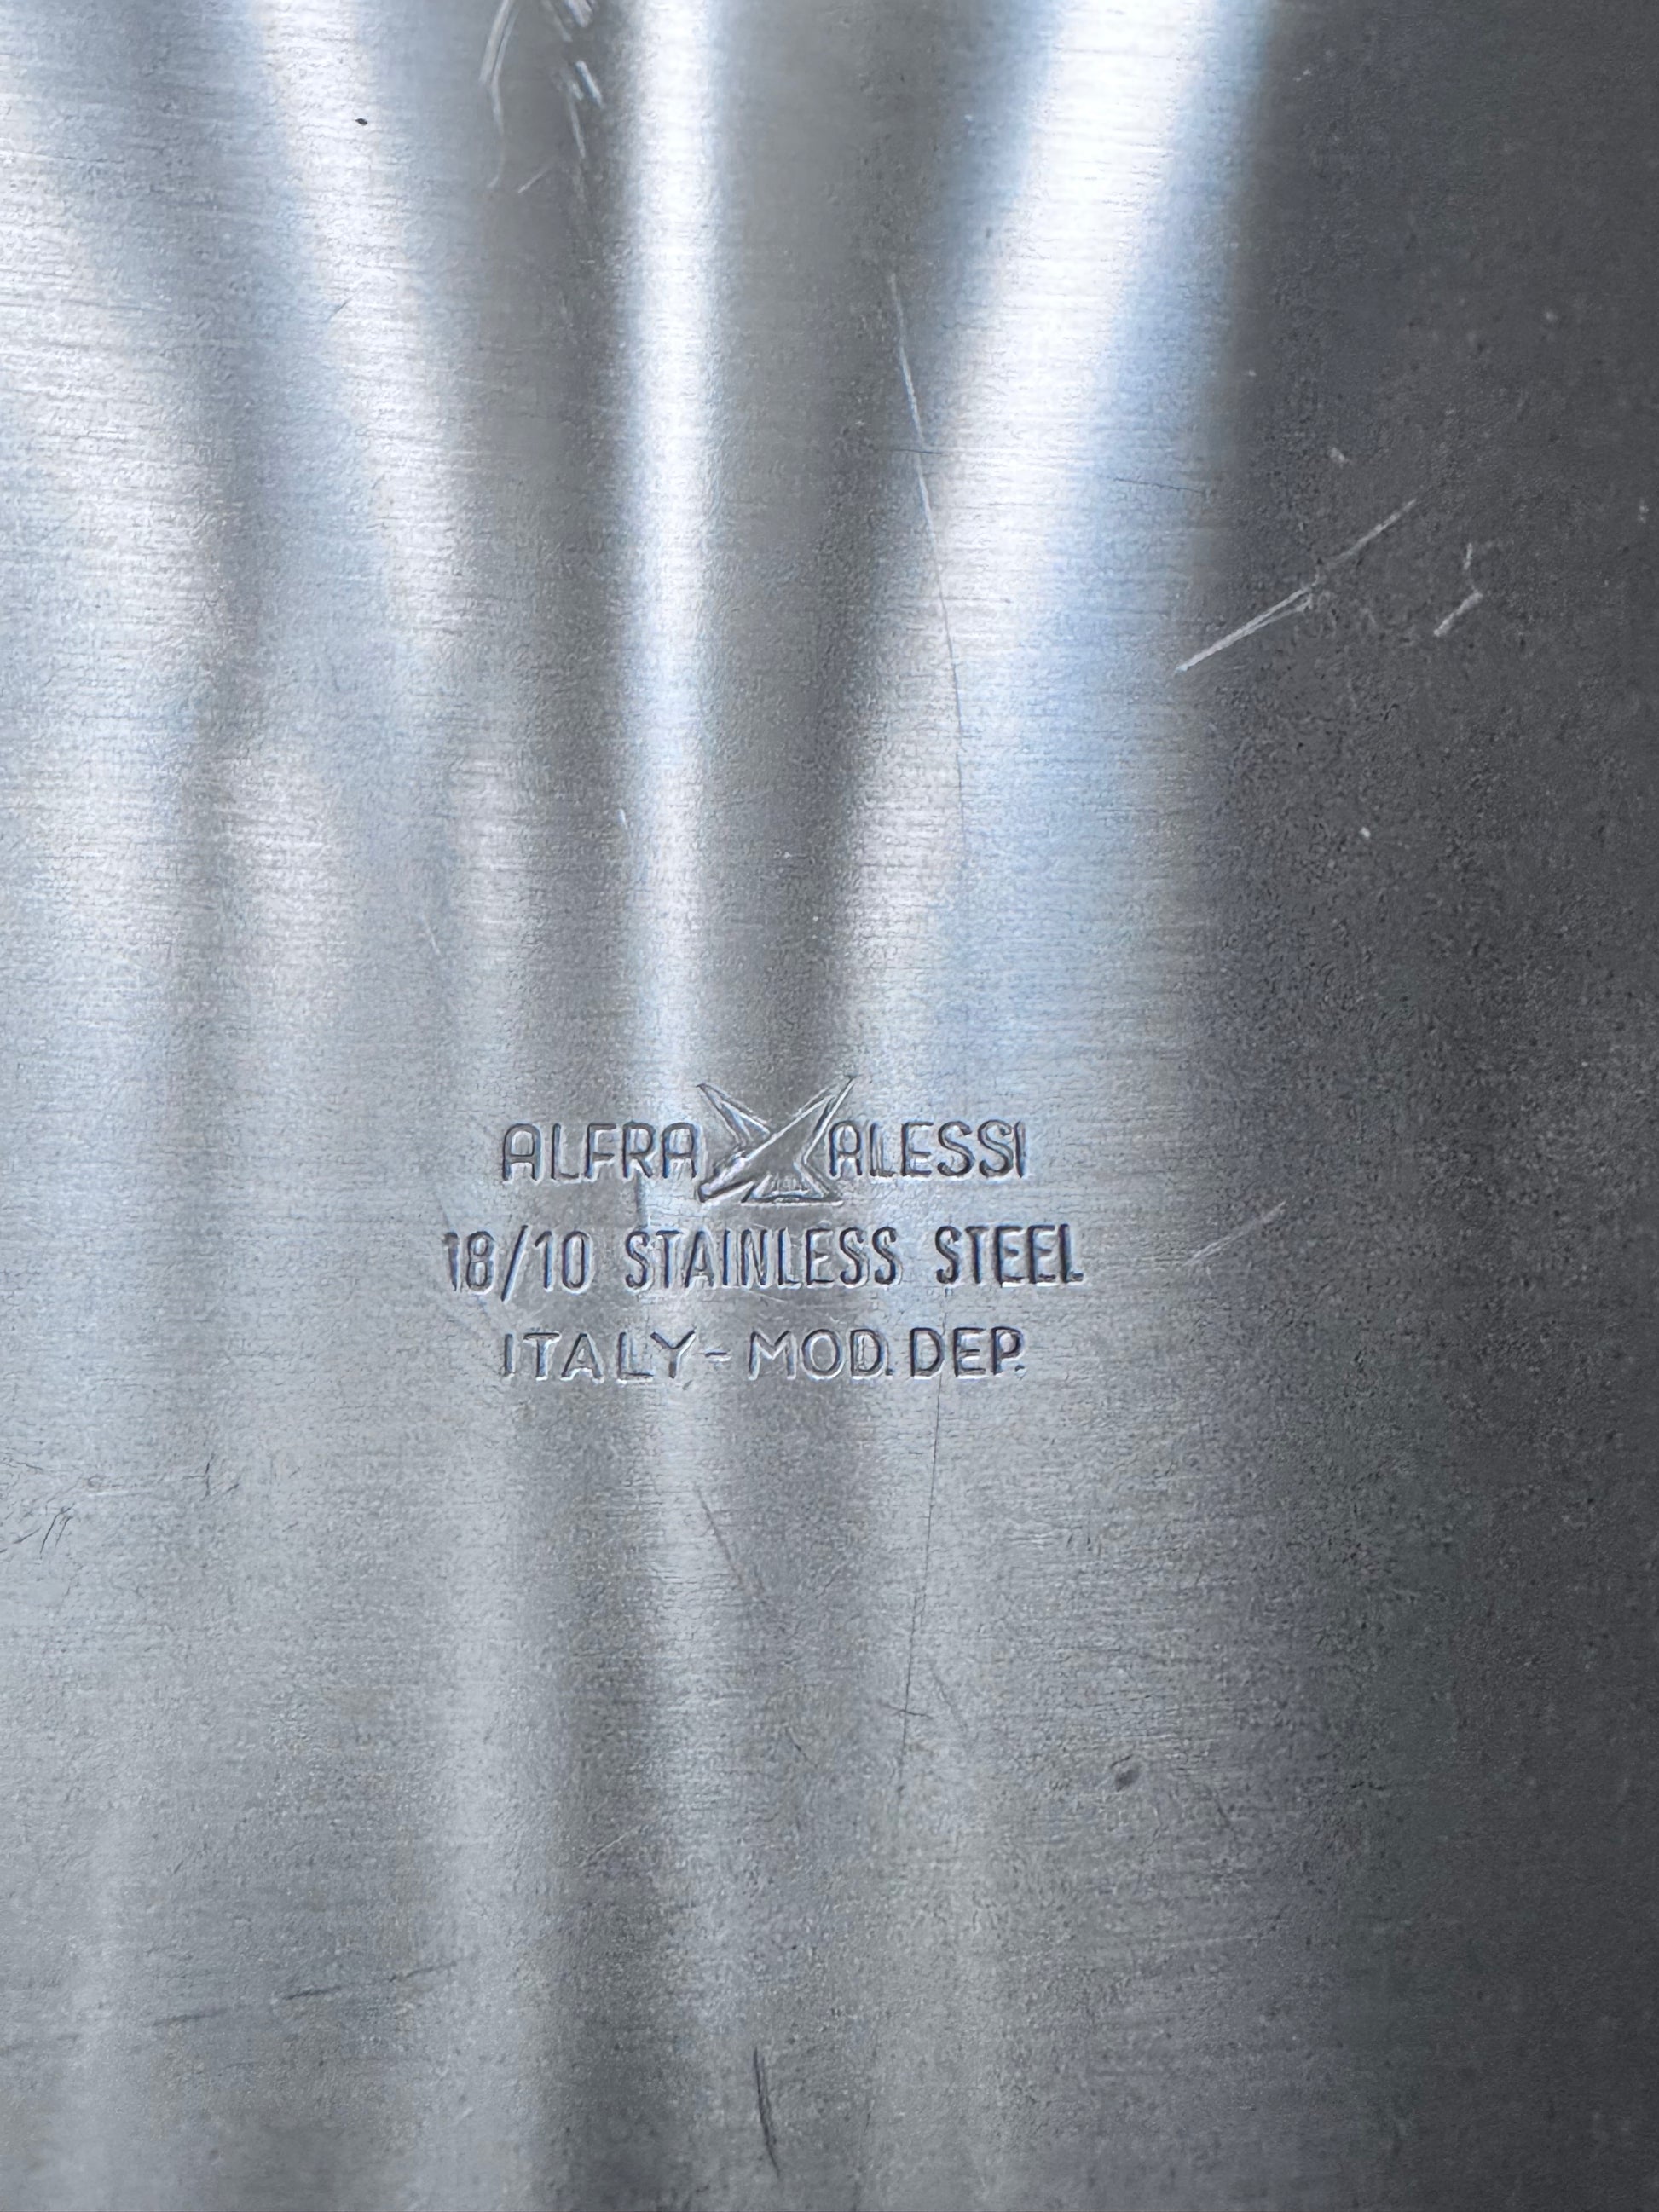 ALFRA ALESSI
18/10 STAINLESS STEEL
ITALY - MOD. DEP.